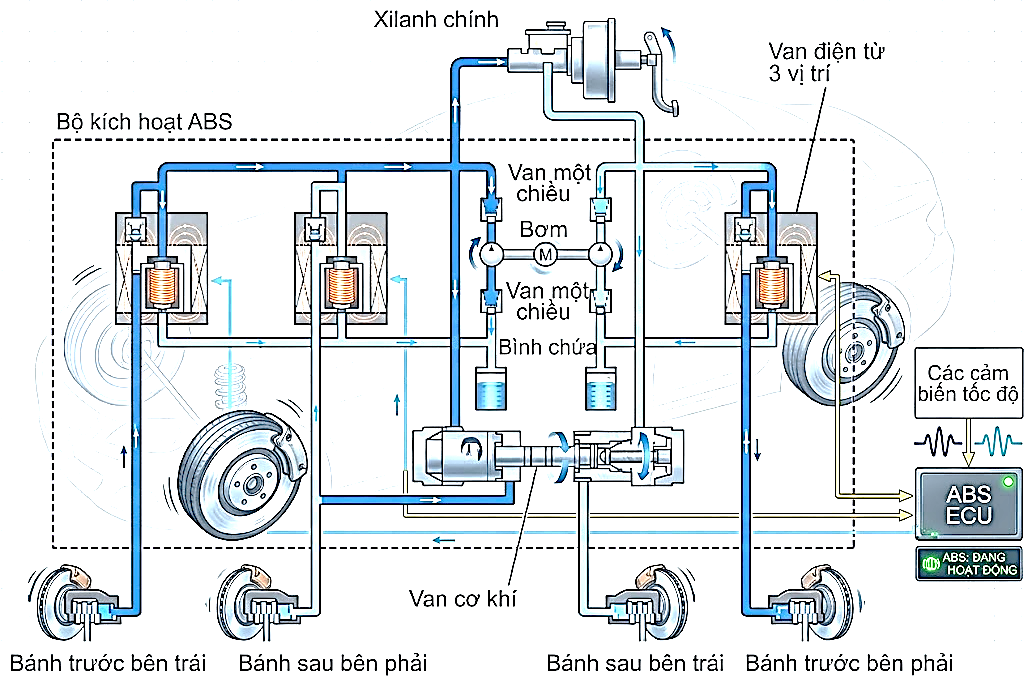 Xilanh chính
Van điện từ
3 vị trí
Bộ kích hoạt ABS
Van một
chiều
Bơm
M
Van một
chiều
Bình chứa
Các cảm
biến tốc độ
ABS
ECU
ABS: ĐANG
HOẠT ĐỘNG
Van cơ khí
Bánh trước bên trái
Bánh sau bên phải
Bánh sau bên trái
Bánh trước bên phải